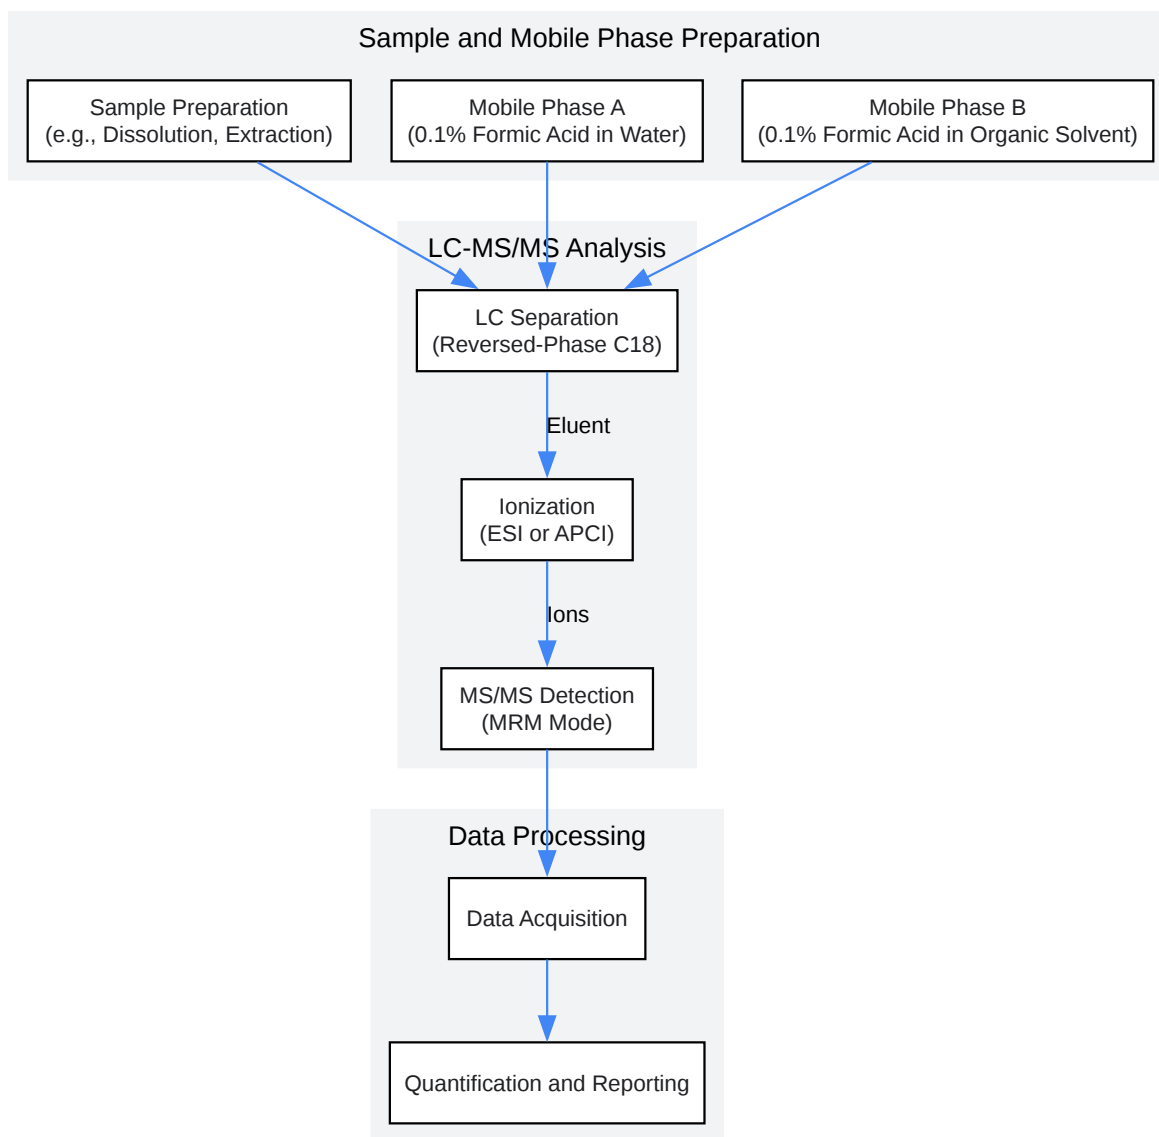 Sample and Mobile Phase Preparation
Sample Preparation
(e.g., Dissolution, Extraction)
Mobile Phase A
(0.1% Formic Acid in Water)
Mobile Phase B
(0.1% Formic Acid in Organic Solvent)
LC-MS/MS Analysis
LC Separation
(Reversed-Phase C18)
Eluent
Ionization
(ESI or APCI)
Ions
MS/MS Detection
(MRM Mode)
Data Processing
Data Acquisition
Quantification and Reporting